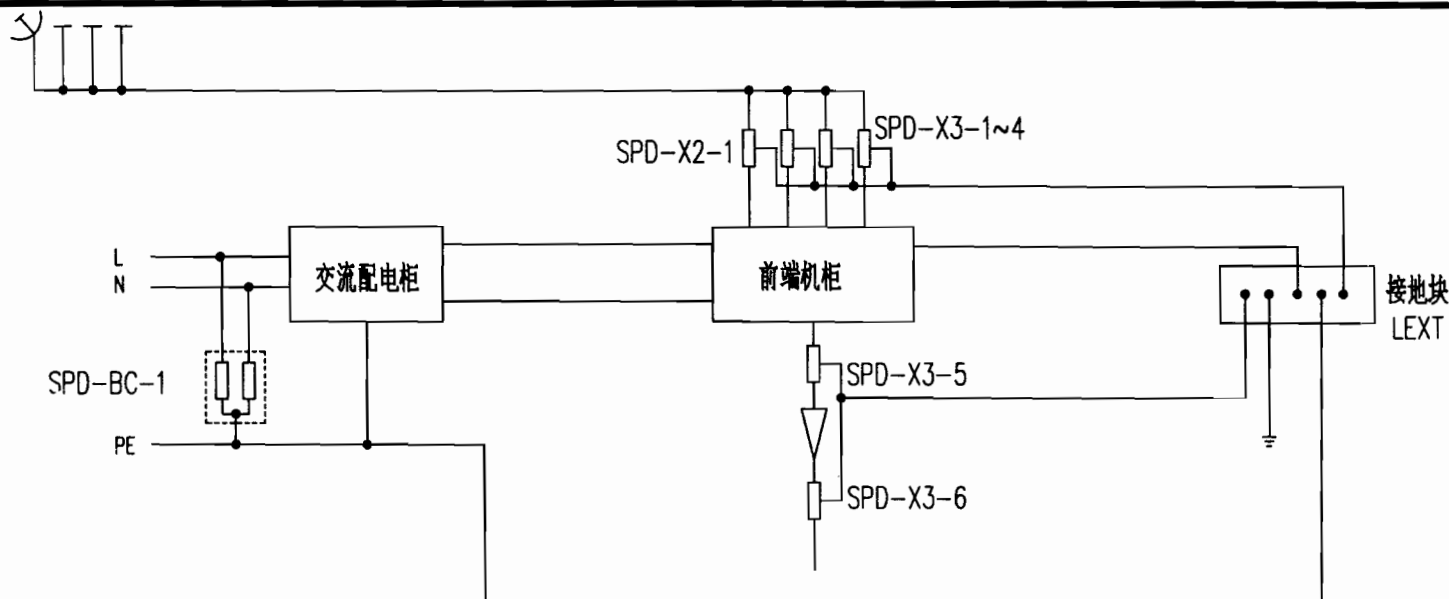 SPD-X3-1~4
SPD-X2-1
L
N
交流配电柜
前端机柜
接地块
LEXT
SPD-BC-1
SPD-X3-5
PE
SPD-X3-6